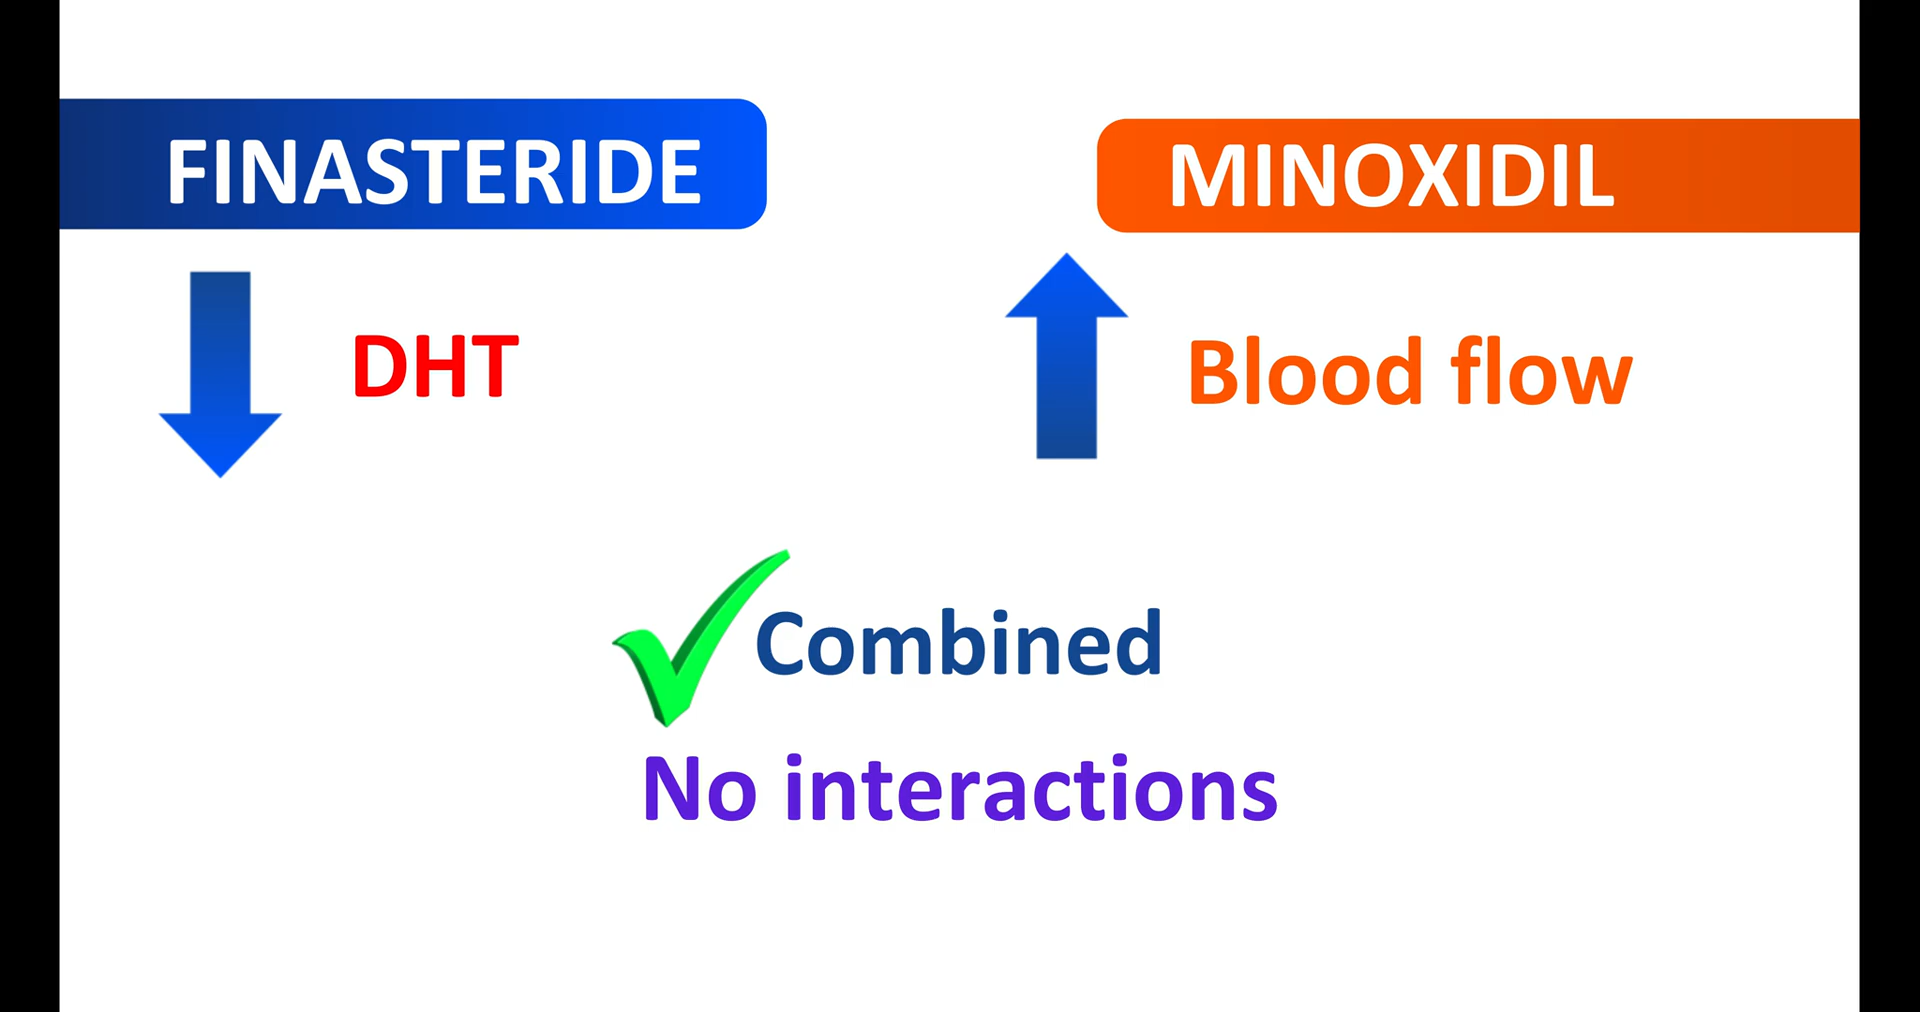 FINASTERIDE
MINOXIDIL
DHT
Blood flow
Combined
No interactions